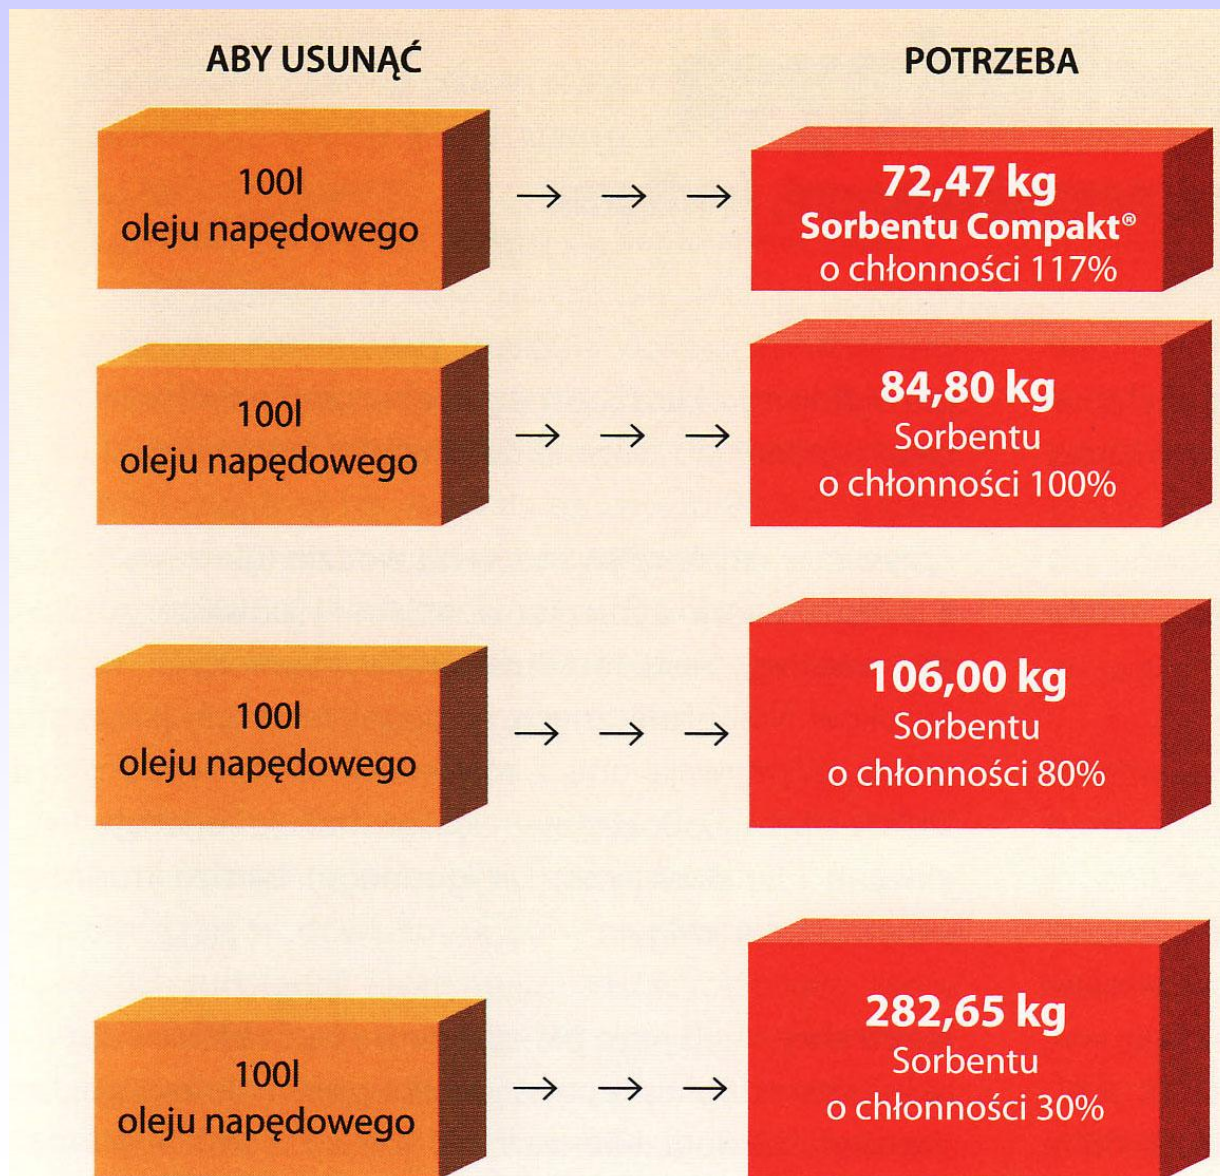 ABY USUNĄĆ
POTRZEBA
100l
oleju napędowego
→ → →
72,47 kg
Sorbentu Compakt®
o chłonności 117%
100l
oleju napędowego
→ → →
84,80 kg
Sorbentu
o chłonności 100%
100l
oleju napędowego
→ → →
106,00 kg
Sorbentu
o chłonności 80%
100l
oleju napędowego
→ → →
282,65 kg
Sorbentu
o chłonności 30%